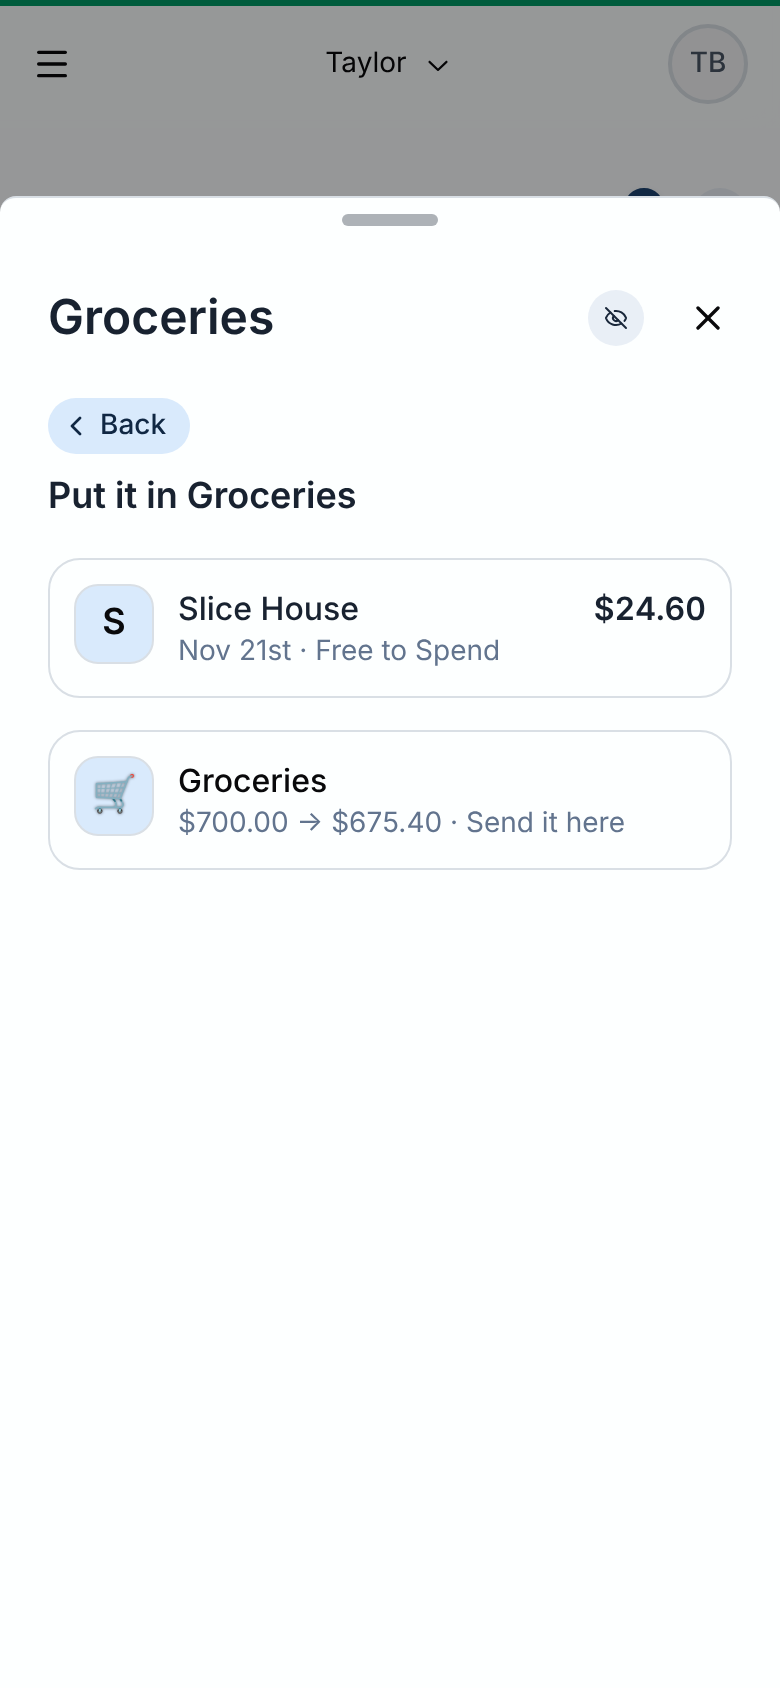 Taylor
TB
Groceries
Back
Put it in Groceries
S
Slice House
$24.60
Nov 21st · Free to Spend
Groceries
$700.00 → $675.40 · Send it here